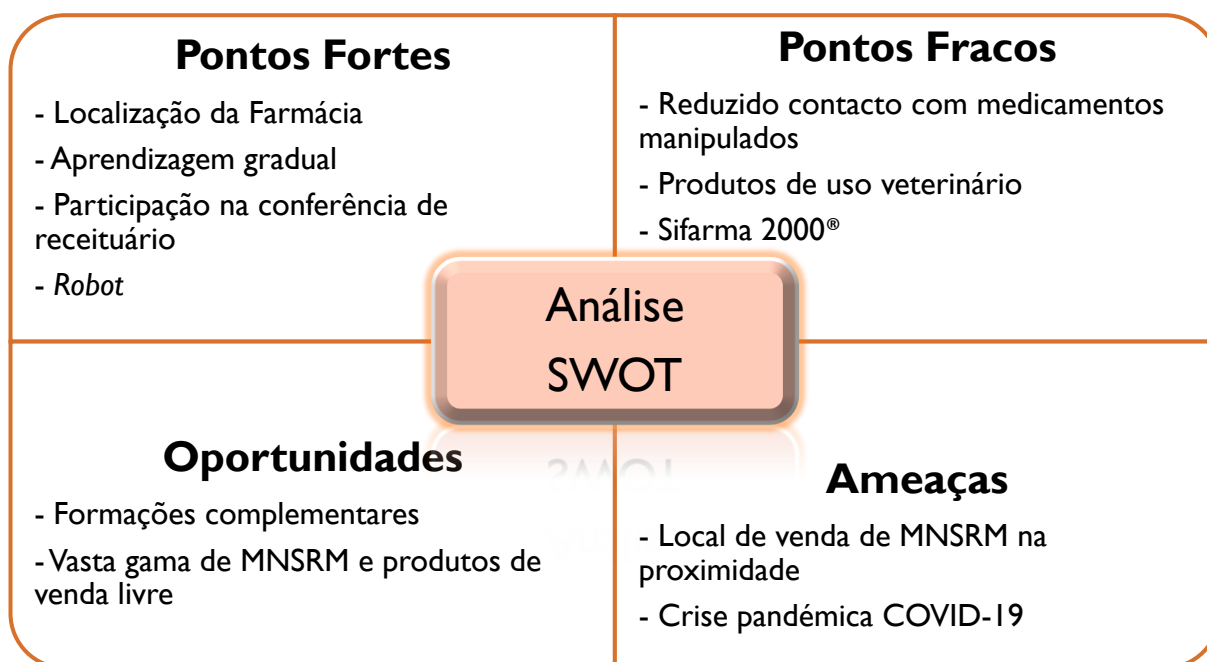 Pontos Fortes
- Localização da Farmácia
- Aprendizagem gradual
- Participação na conferência de
receituário
- Robot
Pontos Fracos
- Reduzido contacto com medicamentos
manipulados
- Produtos de uso veterinário
- Sifarma 2000®
Análise
SWOT
Oportunidades
- Formações complementares
- Vasta gama de MNSRM e produtos de
venda livre
Ameaças
- Local de venda de MNSRM na
proximidade
- Crise pandémica COVID-19